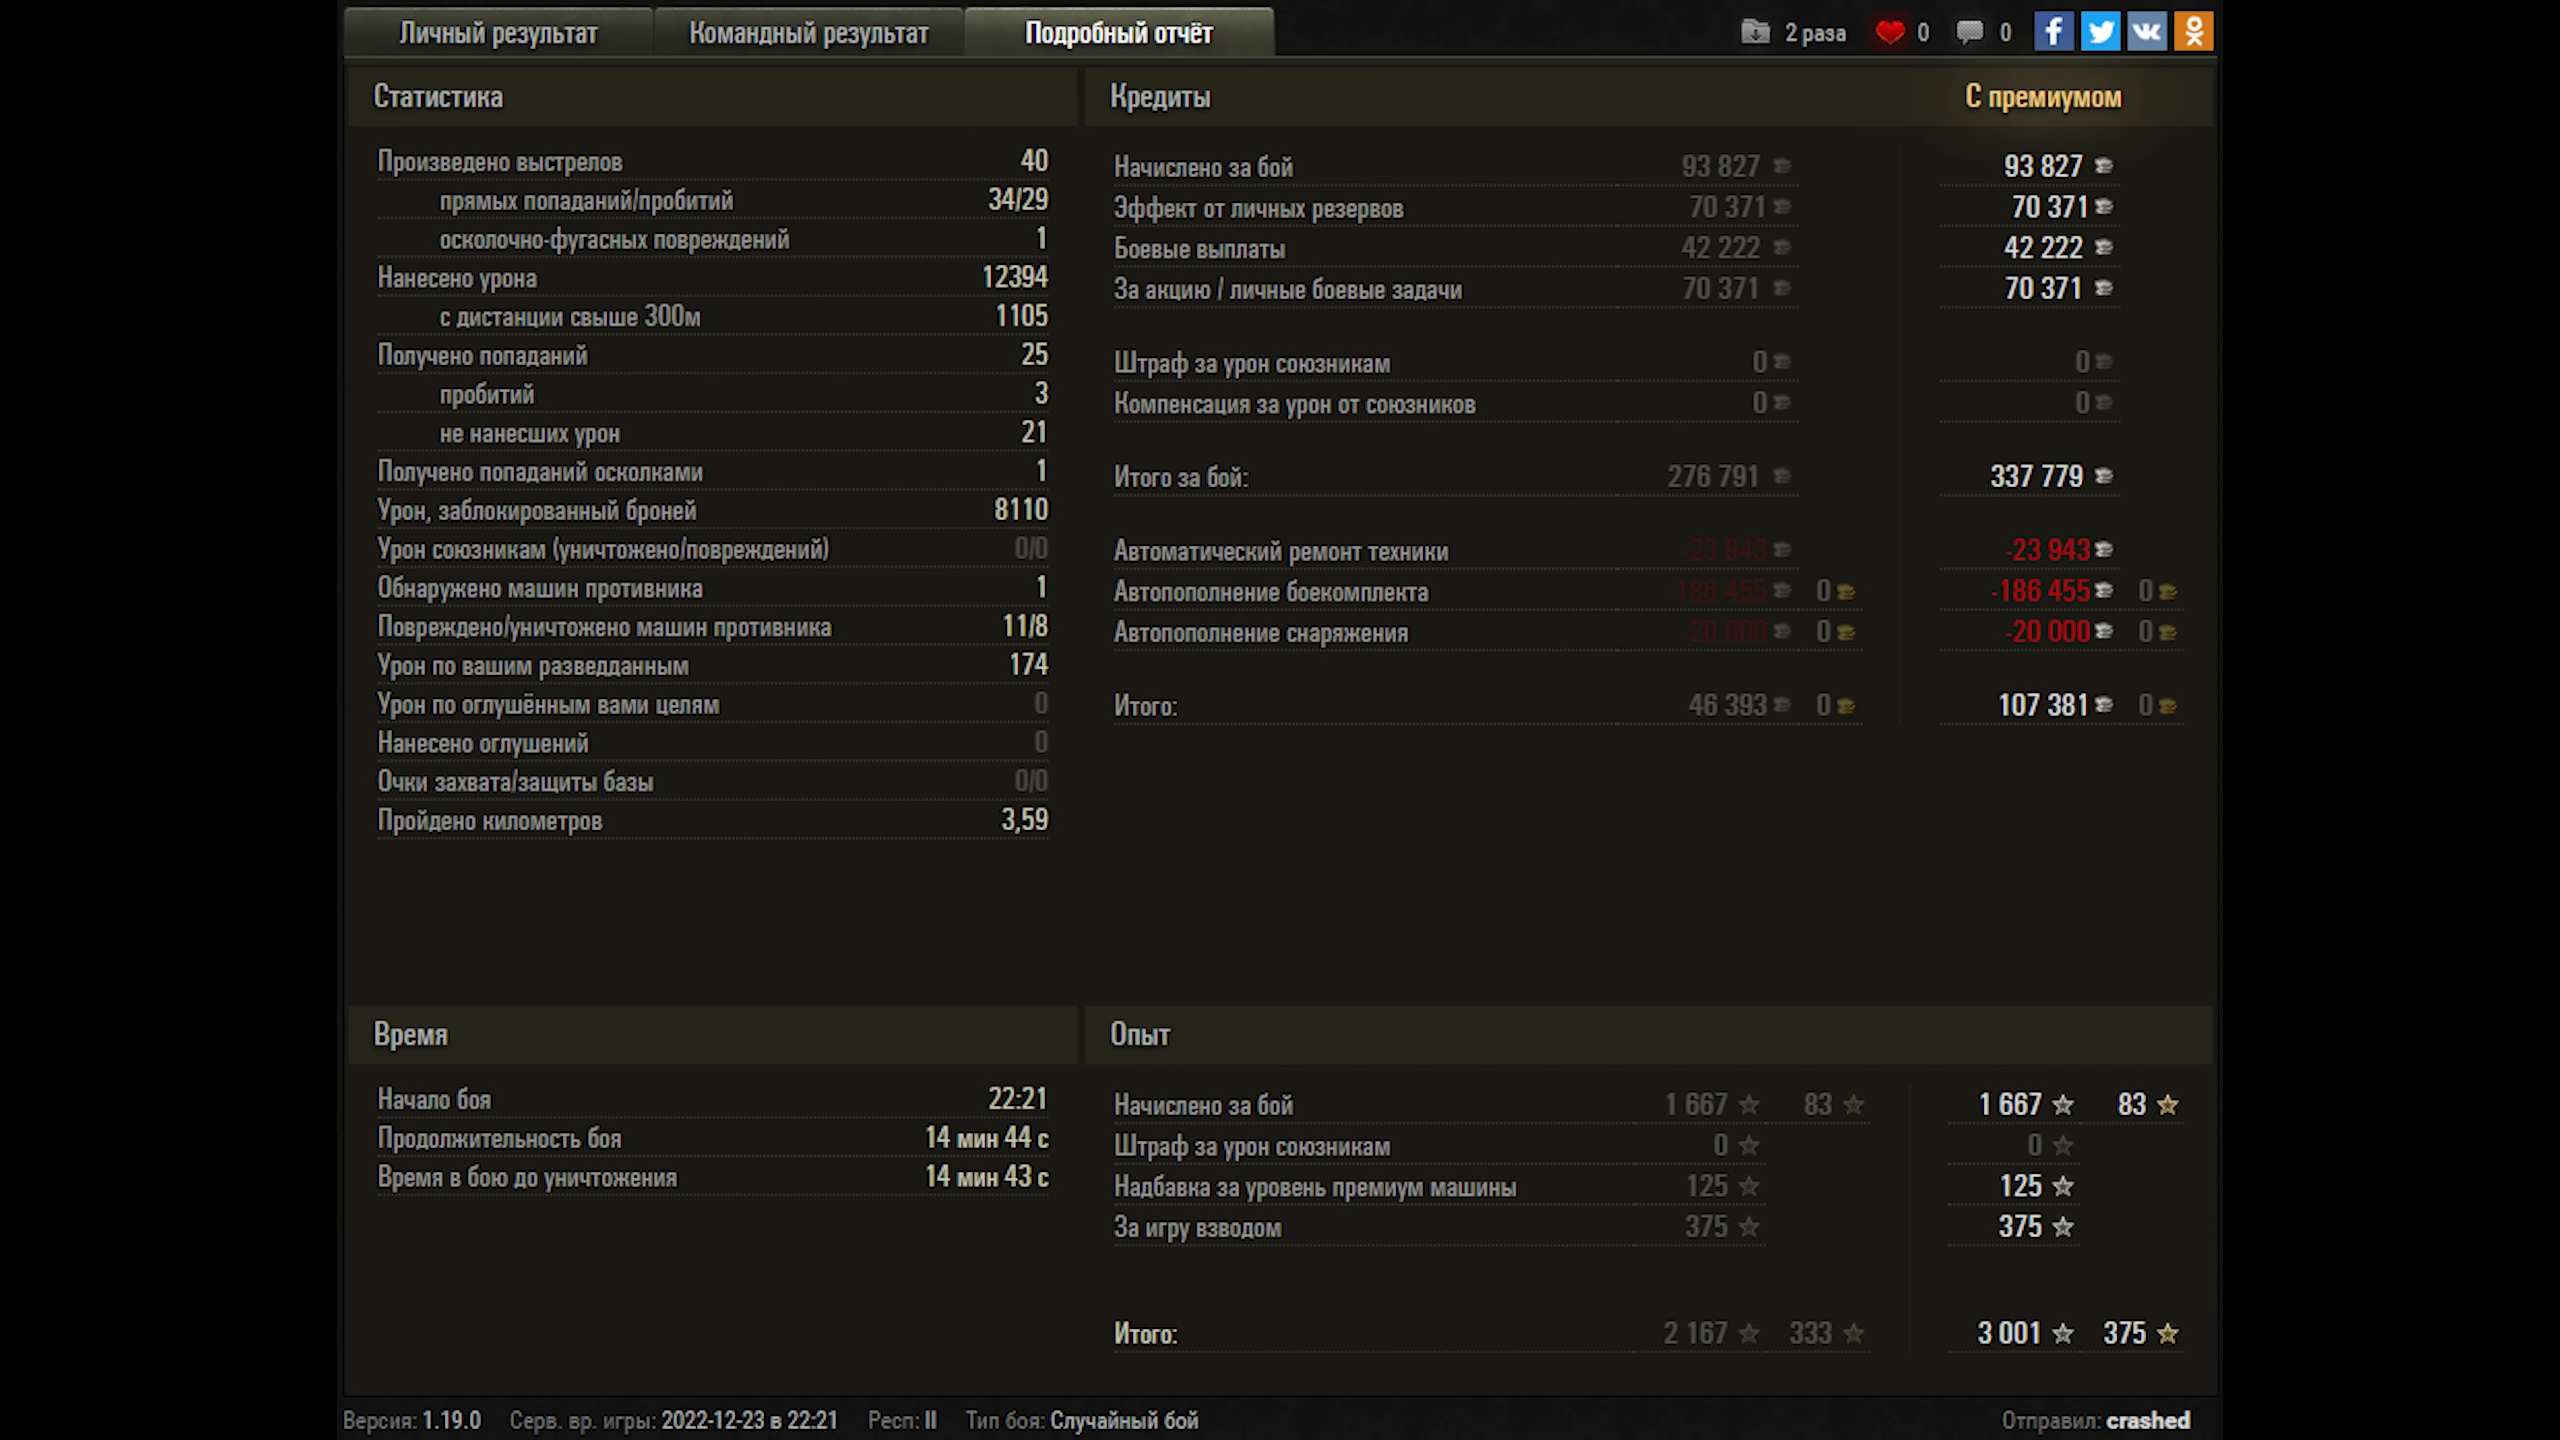 Личный результат Командный результат Подробный отчёт 2 раза 0 0
Статистика
Произведено выстрелов 40
прямых попаданий/пробитий 34/29
осколочно-фугасных повреждений 1
Нанесено урона 12394
с дистанции свыше 300м 1105
Получено попаданий 25
пробитий 3
не нанесших урон 21
Получено попаданий осколками 1
Урон, заблокированный броней 8110
Урон союзникам (уничтожено/повреждений) 0/0
Обнаружено машин противника 1
Повреждено/уничтожено машин противника 11/8
Урон по вашим разведданным 174
Урон по оглушённым вами целям 0
Нанесено оглушений 0
Очки захвата/защиты базы 0/0
Пройдено километров 3,59
Кредиты С премиумом
Начислено за бой 93 827 93 827
Эффект от личных резервов 70 371 70 371
Боевые выплаты 42 222 42 222
За акцию / личные боевые задачи 70 371 70 371
Штраф за урон союзникам 0 0
Компенсация за урон от союзников 0 0
Итого за бой: 276 791 337 779
Автоматический ремонт техники -23 943 -23 943
Автопополнение боекомплекта -186 455 0 -186 455 0
Автопополнение снаряжения -20 000 0 -20 000 0
Итого: 46 393 0 107 381 0
Время
Начало боя 22:21
Продолжительность боя 14 мин 44 с
Время в бою до уничтожения 14 мин 43 с
Опыт
Начислено за бой 1 667 83 1 667 83
Штраф за урон союзникам 0 0
Надбавка за уровень премиум машины 125 125
За игру взводом 375 375
Итого: 2 167 333 3 001 375
Версия: 1.19.0 Серв. вр. игры: 2022-12-23 в 22:21 Респ: II Тип боя: Случайный бой Отправил: crashed